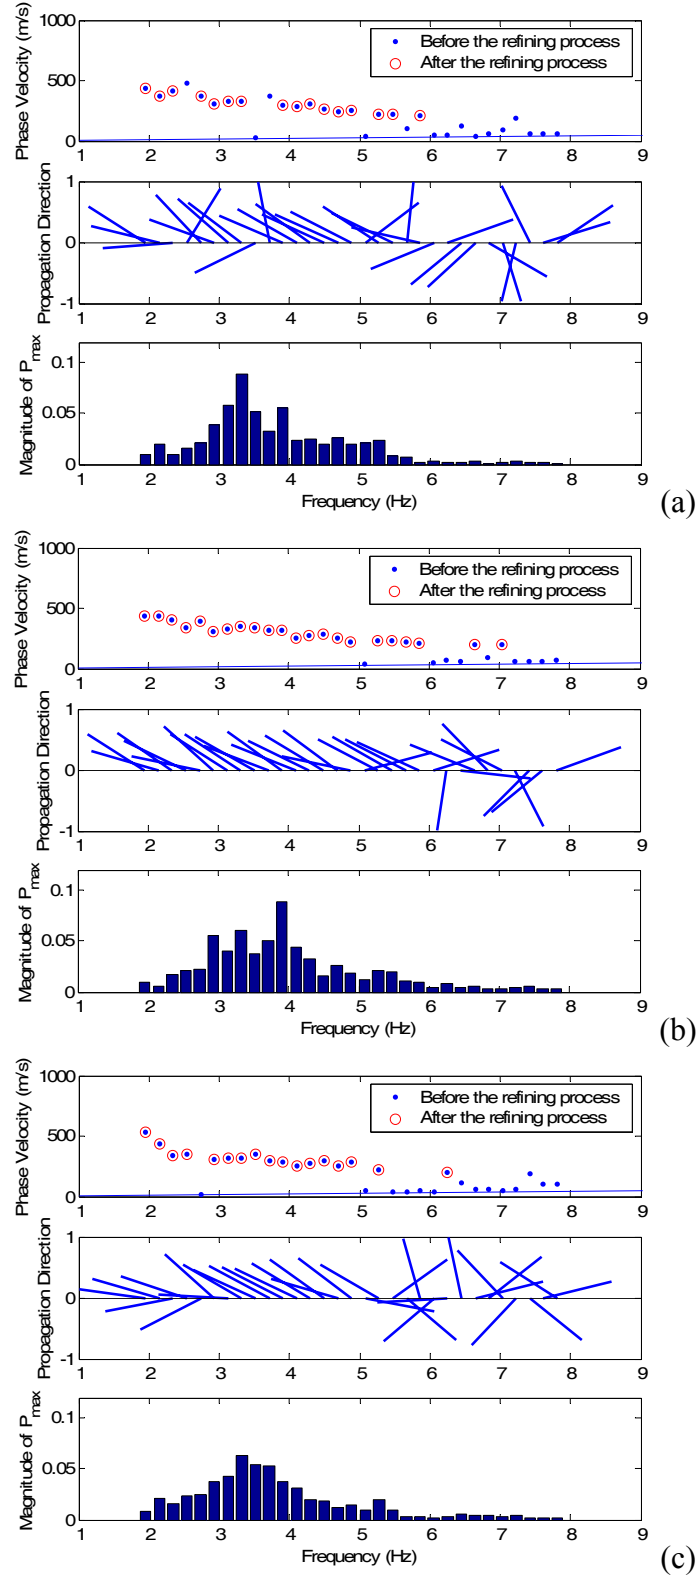 1000
Phase Velocity (m/s)
Before the refining process
After the refining process
500
0
1 2 3 4 5 6 7 8 9
1
Propagation Direction
0
-1
1 2 3 4 5 6 7 8 9
Magnitude of P_max
0.1
0.05
0
1 2 3 4 5 6 7 8 9
Frequency (Hz)
(a)
1000
Phase Velocity (m/s)
Before the refining process
After the refining process
500
0
1 2 3 4 5 6 7 8 9
1
Propagation Direction
0
-1
1 2 3 4 5 6 7 8 9
Magnitude of P_max
0.1
0.05
0
1 2 3 4 5 6 7 8 9
Frequency (Hz)
(b)
1000
Phase Velocity (m/s)
Before the refining process
After the refining process
500
0
1 2 3 4 5 6 7 8 9
1
Propagation Direction
0
-1
1 2 3 4 5 6 7 8 9
Magnitude of P_max
0.1
0.05
0
1 2 3 4 5 6 7 8 9
Frequency (Hz)
(c)